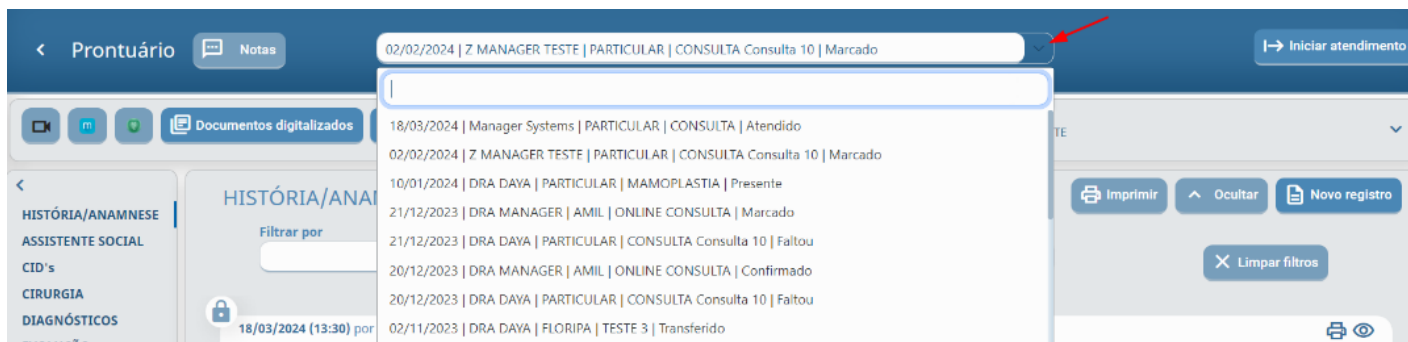 Prontuário
Notas
02/02/2024 | Z MANAGER TESTE | PARTICULAR | CONSULTA Consulta 10 | Marcado
Iniciar atendimento
Documentos digitalizados
TE
18/03/2024 | Manager Systems | PARTICULAR | CONSULTA | Atendido
02/02/2024 | Z MANAGER TESTE | PARTICULAR | CONSULTA Consulta 10 | Marcado
10/01/2024 | DRA DAYA | PARTICULAR | MAMOPLASTIA | Presente
21/12/2023 | DRA MANAGER | AMIL | ONLINE CONSULTA | Marcado
21/12/2023 | DRA DAYA | PARTICULAR | CONSULTA Consulta 10 | Faltou
20/12/2023 | DRA MANAGER | AMIL | ONLINE CONSULTA | Confirmado
20/12/2023 | DRA DAYA | PARTICULAR | CONSULTA Consulta 10 | Faltou
02/11/2023 | DRA DAYA | FLORIPA | TESTE 3 | Transferido
HISTÓRIA/ANAMNESE
ASSISTENTE SOCIAL
CID's
CIRURGIA
DIAGNÓSTICOS
HISTÓRIA/ANA
Imprimir
Ocultar
Novo registro
Filtrar por
Limpar filtros
18/03/2024 (13:30) por